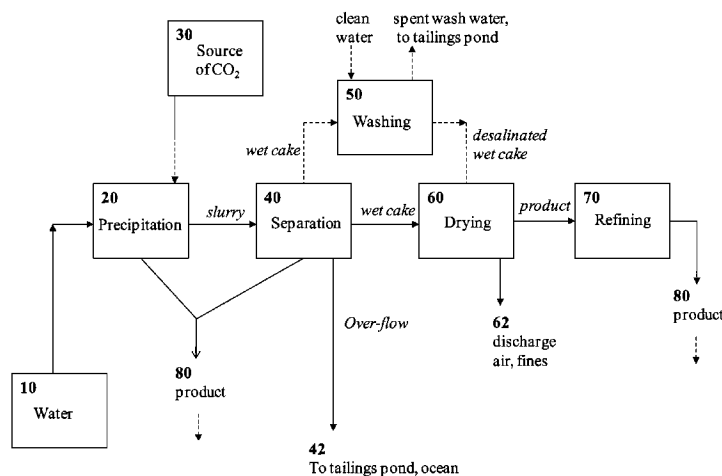 clean
water
spent wash water,
to tailings pond
30
Source
of CO₂
50
Washing
wet cake
desalinated
wet cake
20
Precipitation
slurry
40
Separation
wet cake
60
Drying
product
70
Refining
Over-flow
80
product
62
discharge
air, fines
80
product
10
Water
42
To tailings pond, ocean